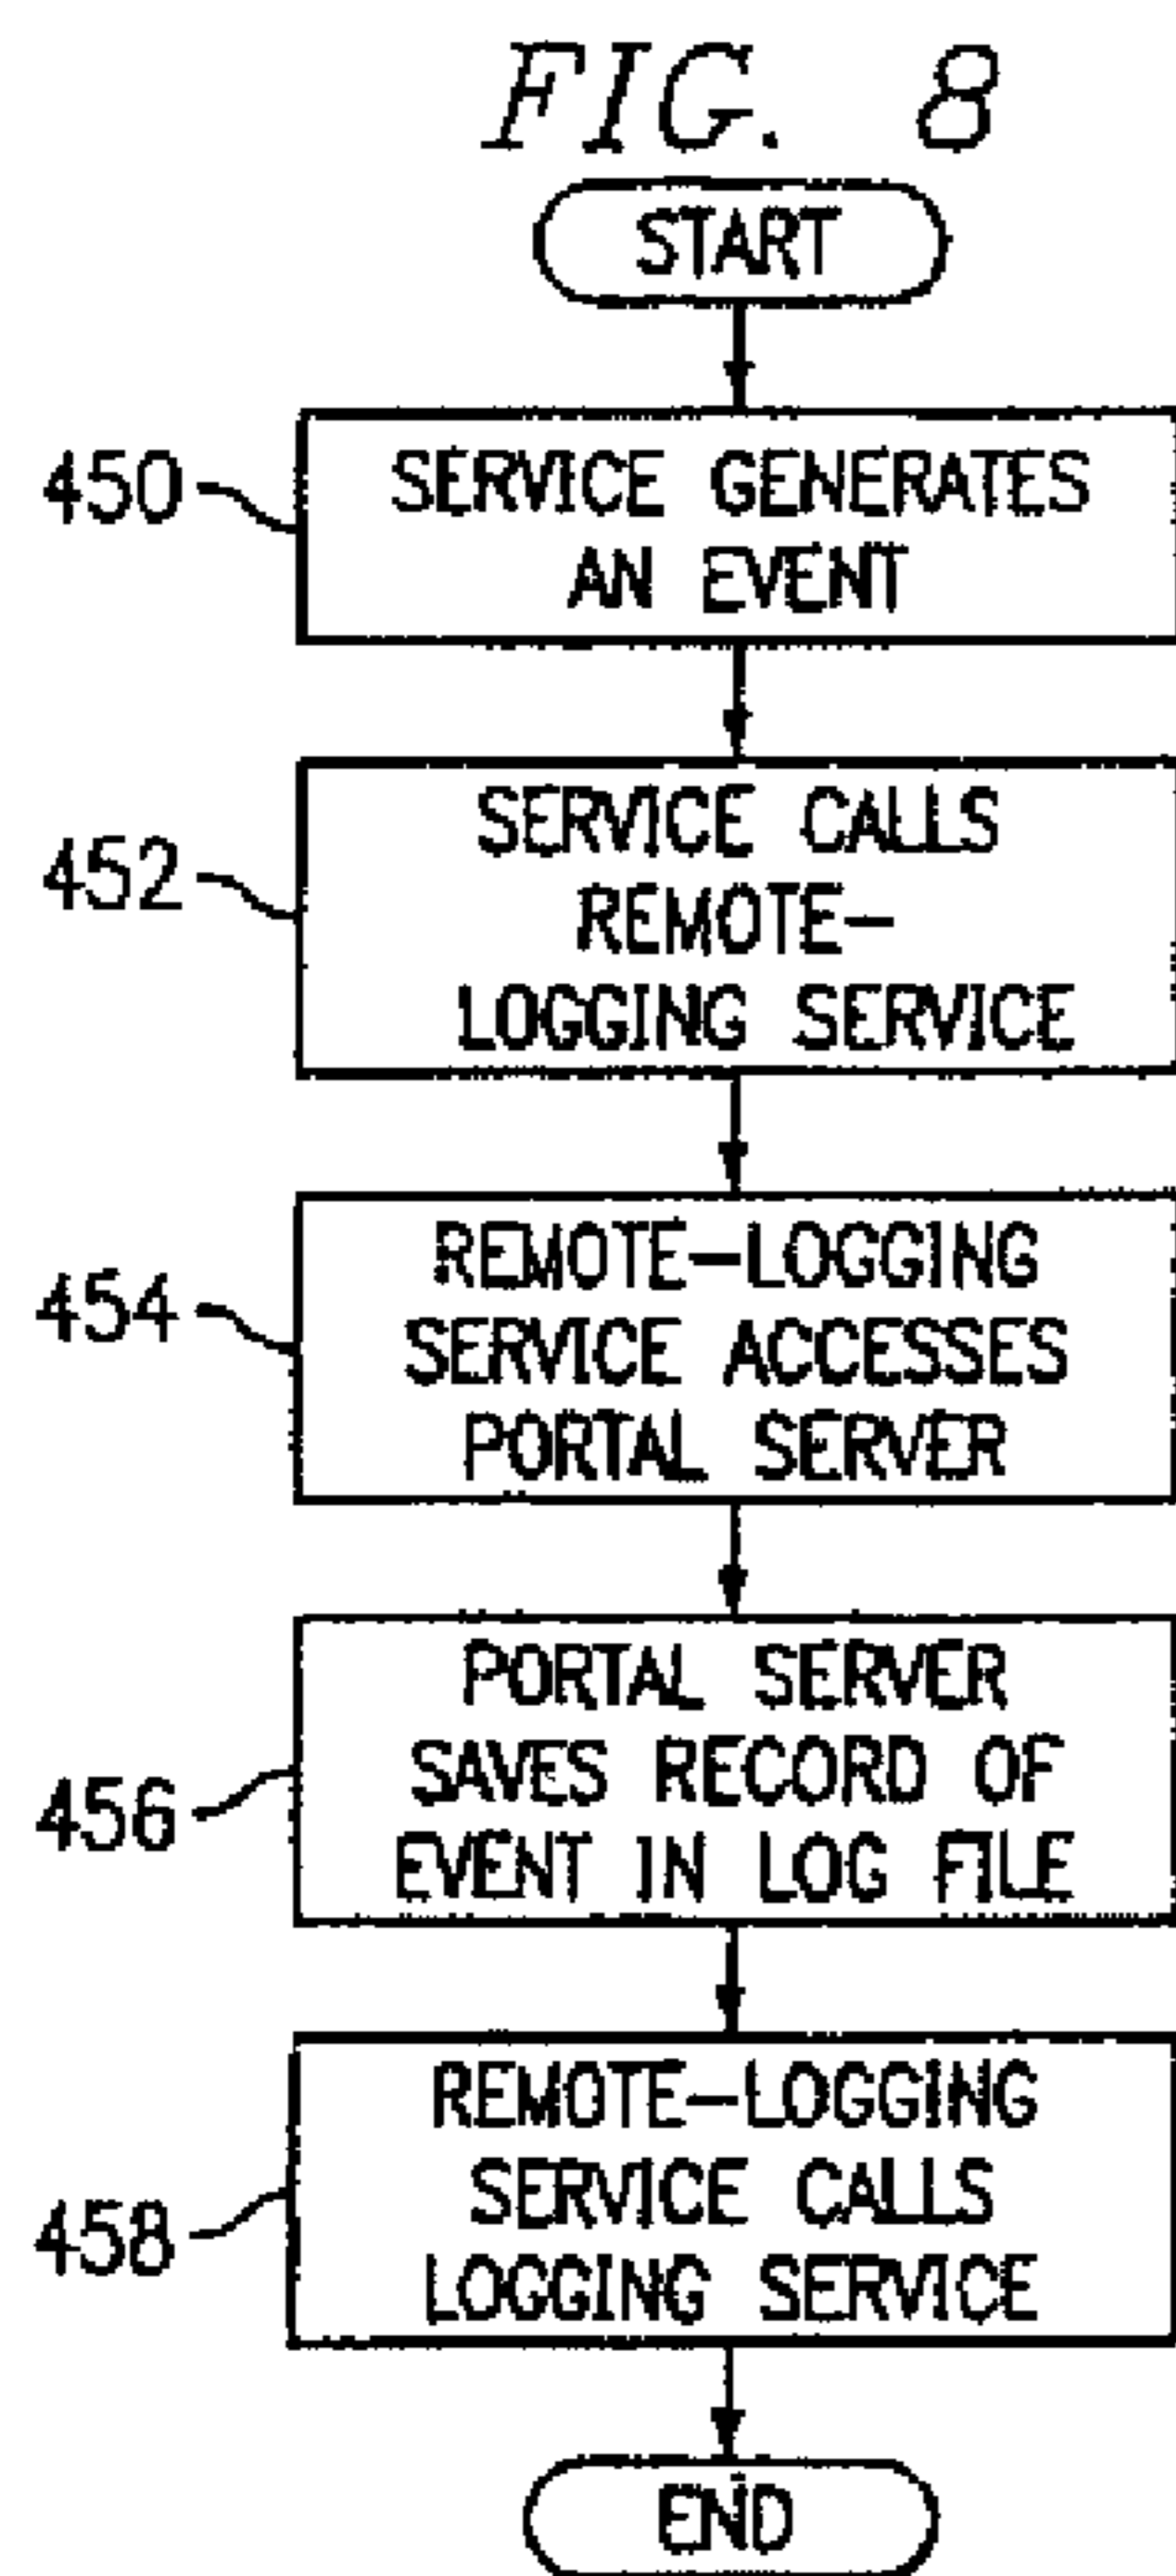 FIG. 8
START
450
SERVICE GENERATES
AN EVENT
452
SERVICE CALLS
REMOTE-
LOGGING SERVICE
454
REMOTE-LOGGING
SERVICE ACCESSES
PORTAL SERVER
456
PORTAL SERVER
SAVES RECORD OF
EVENT IN LOG FILE
458
REMOTE-LOGGING
SERVICE CALLS
LOGGING SERVICE
END